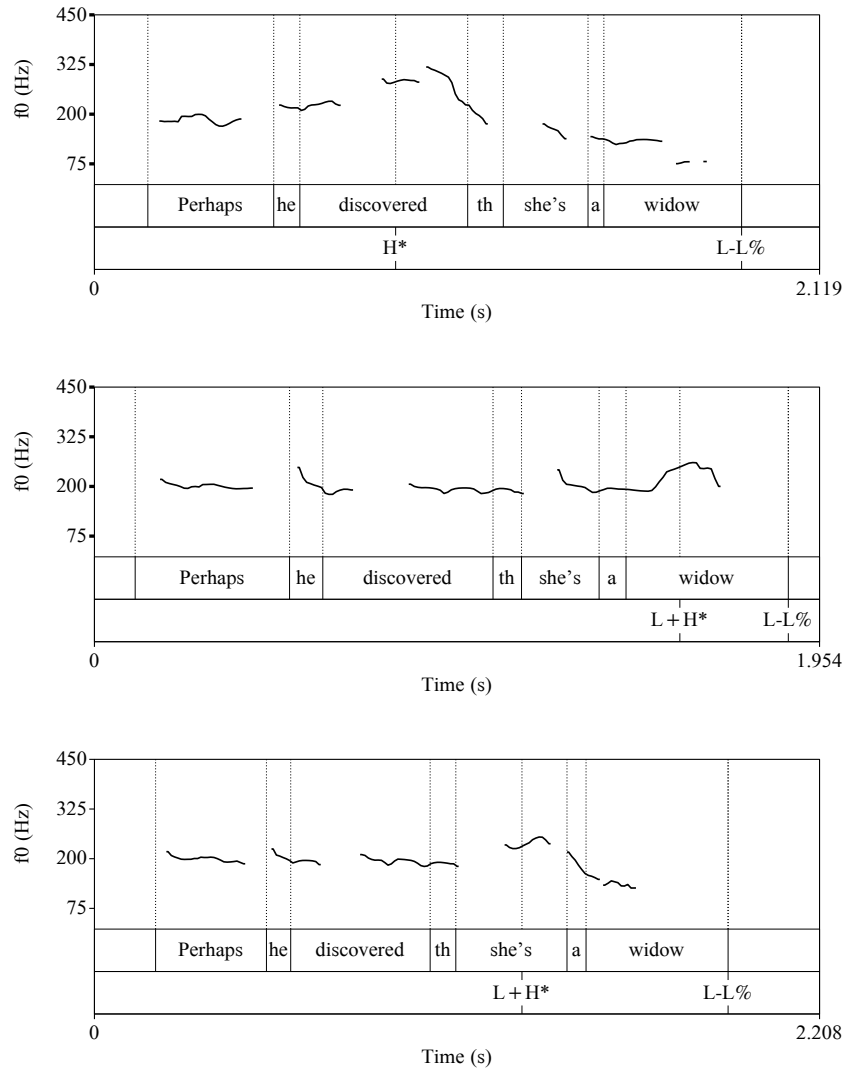 450
325
200
75
f0 (Hz)
Perhaps he discovered th she's a widow
H* L-L%
0 2.119
Time (s)
450
325
200
75
f0 (Hz)
Perhaps he discovered th she's a widow
L+H* L-L%
0 1.954
Time (s)
450
325
200
75
f0 (Hz)
Perhaps he discovered th she's a widow
L+H* L-L%
0 2.208
Time (s)